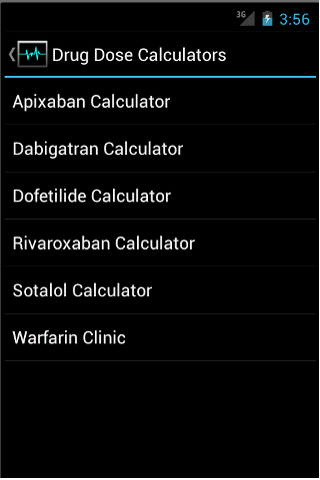 3G 3:56
Drug Dose Calculators
Apixaban Calculator
Dabigatran Calculator
Dofetilide Calculator
Rivaroxaban Calculator
Sotalol Calculator
Warfarin Clinic